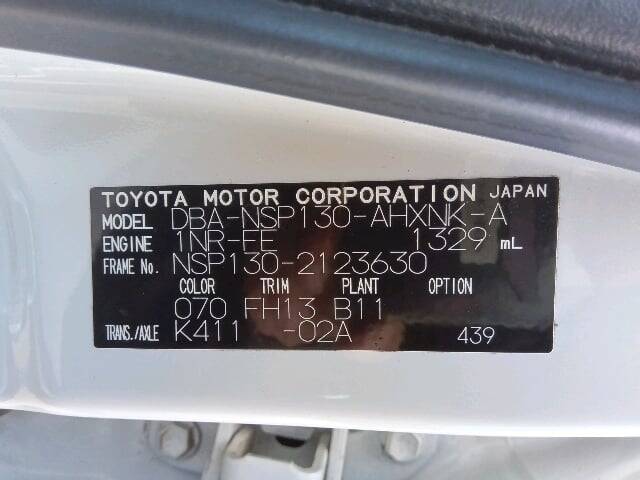 TOYOTA MOTOR CORPORATION JAPAN
MODEL DBA-NSP130-AHXNK-A
ENGINE 1NR-FE 1329 mL
FRAME No. NSP130-2123630
COLOR TRIM PLANT OPTION
070 FH13 B11
TRANS./AXLE K411 -02A 439